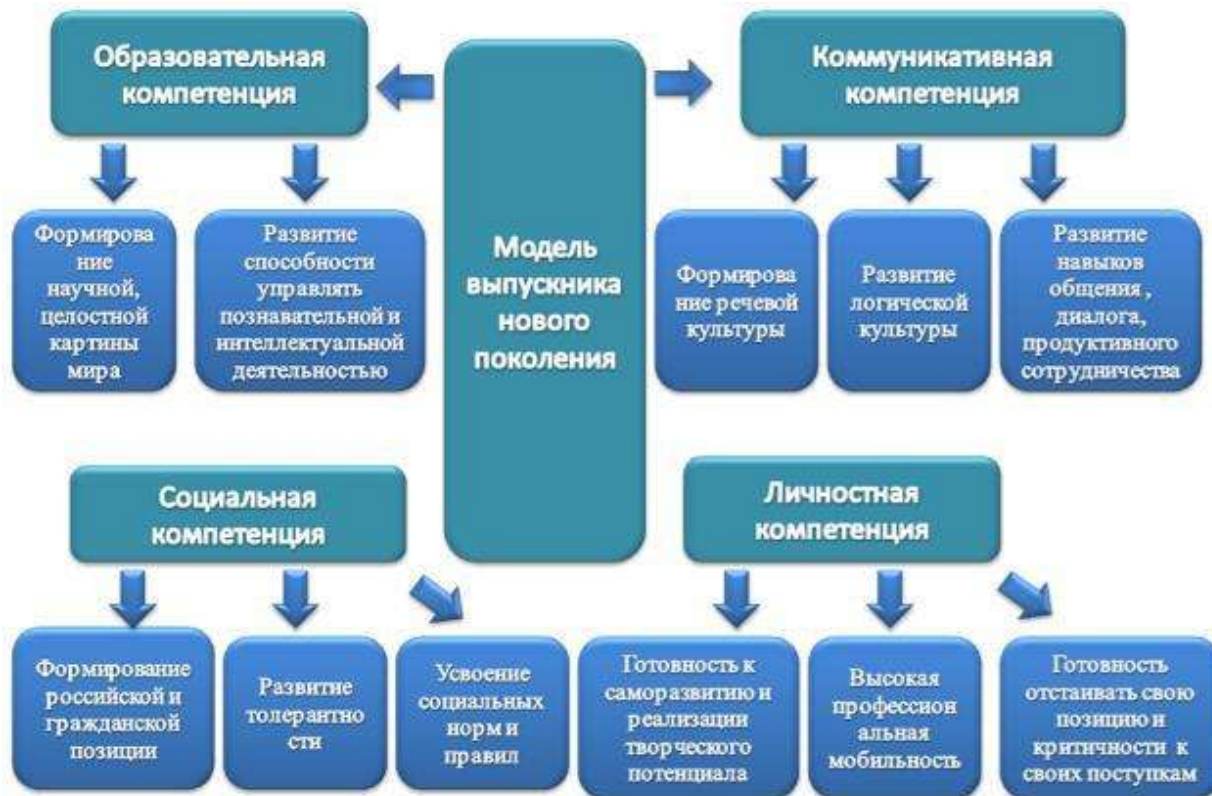 Образовательная
компетенция
Формирова
ние
научной,
целостной
картины
мира
Развитие
способности
управлять
познавательной и
интеллектуальной
деятельностью
Модель
выпускника
нового
поколения
Коммуникативная
компетенция
Формирова
ние речевой
культуры
Развитие
логической
культуры
Развитие
навыков
общения ,
диалога,
продуктивного
сотрудничества
Социальная
компетенция
Формирование
российской и
гражданской
позиции
Развитие
толерантно
сти
Усвоение
социальных
норм и
правил
Личностная
компетенция
Готовность к
саморазвитию и
реализации
творческого
потенциала
Высокая
профессион
альная
мобильность
Готовность
отстаивать свою
позицию и
критичности к
своих поступкам